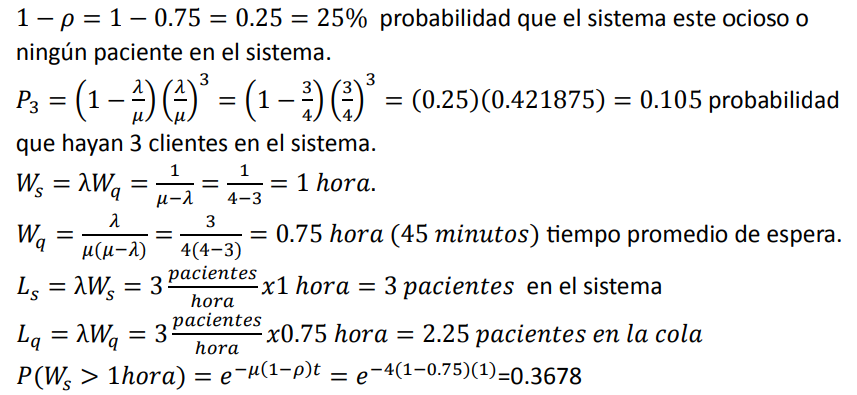 1 − ρ = 1 − 0.75 = 0.25 = 25% probabilidad que el sistema este ocioso o
ningún paciente en el sistema.
P₃ = (1 − λ/μ)(λ/μ)³ = (1 − 3/4)(3/4)³ = (0.25)(0.421875) = 0.105 probabilidad
que hayan 3 clientes en el sistema.
Wₛ = λW_q = 1/(μ−λ) = 1/(4−3) = 1 hora.
W_q = λ/(μ(μ−λ)) = 3/(4(4−3)) = 0.75 hora (45 minutos) tiempo promedio de espera.
Lₛ = λWₛ = 3 pacientes/hora x1 hora = 3 pacientes en el sistema
L_q = λW_q = 3 pacientes/hora x0.75 hora = 2.25 pacientes en la cola
P(Wₛ > 1hora) = e^(−μ(1−ρ)t) = e^(−4(1−0.75)(1))=0.3678